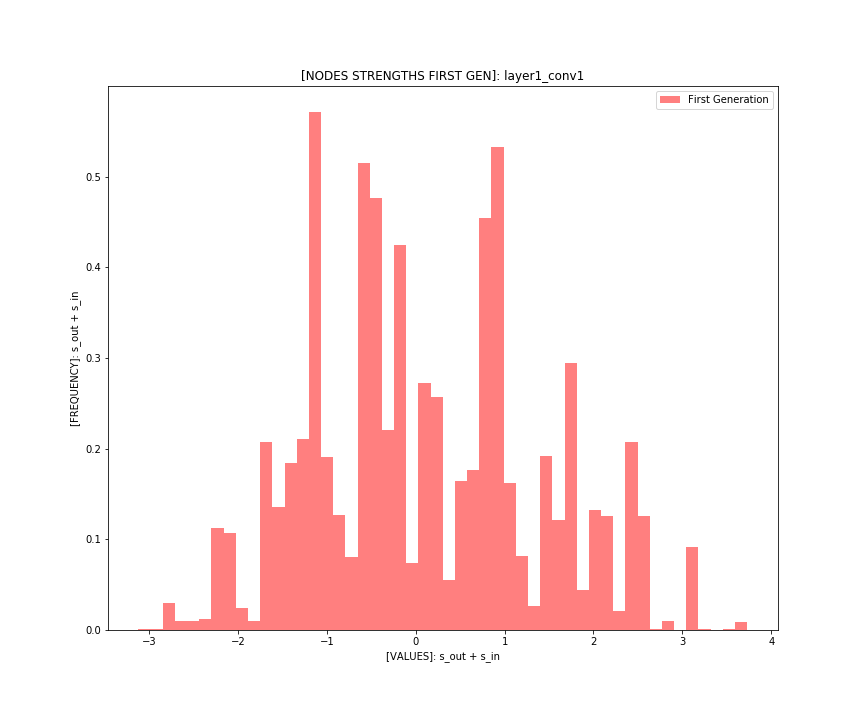 [NODES STRENGTHS FIRST GEN]: layer1_conv1
First Generation
[FREQUENCY]: s_out + s_in
0.5
0.4
0.3
0.2
0.1
0.0
−3 −2 −1 0 1 2 3 4
[VALUES]: s_out + s_in